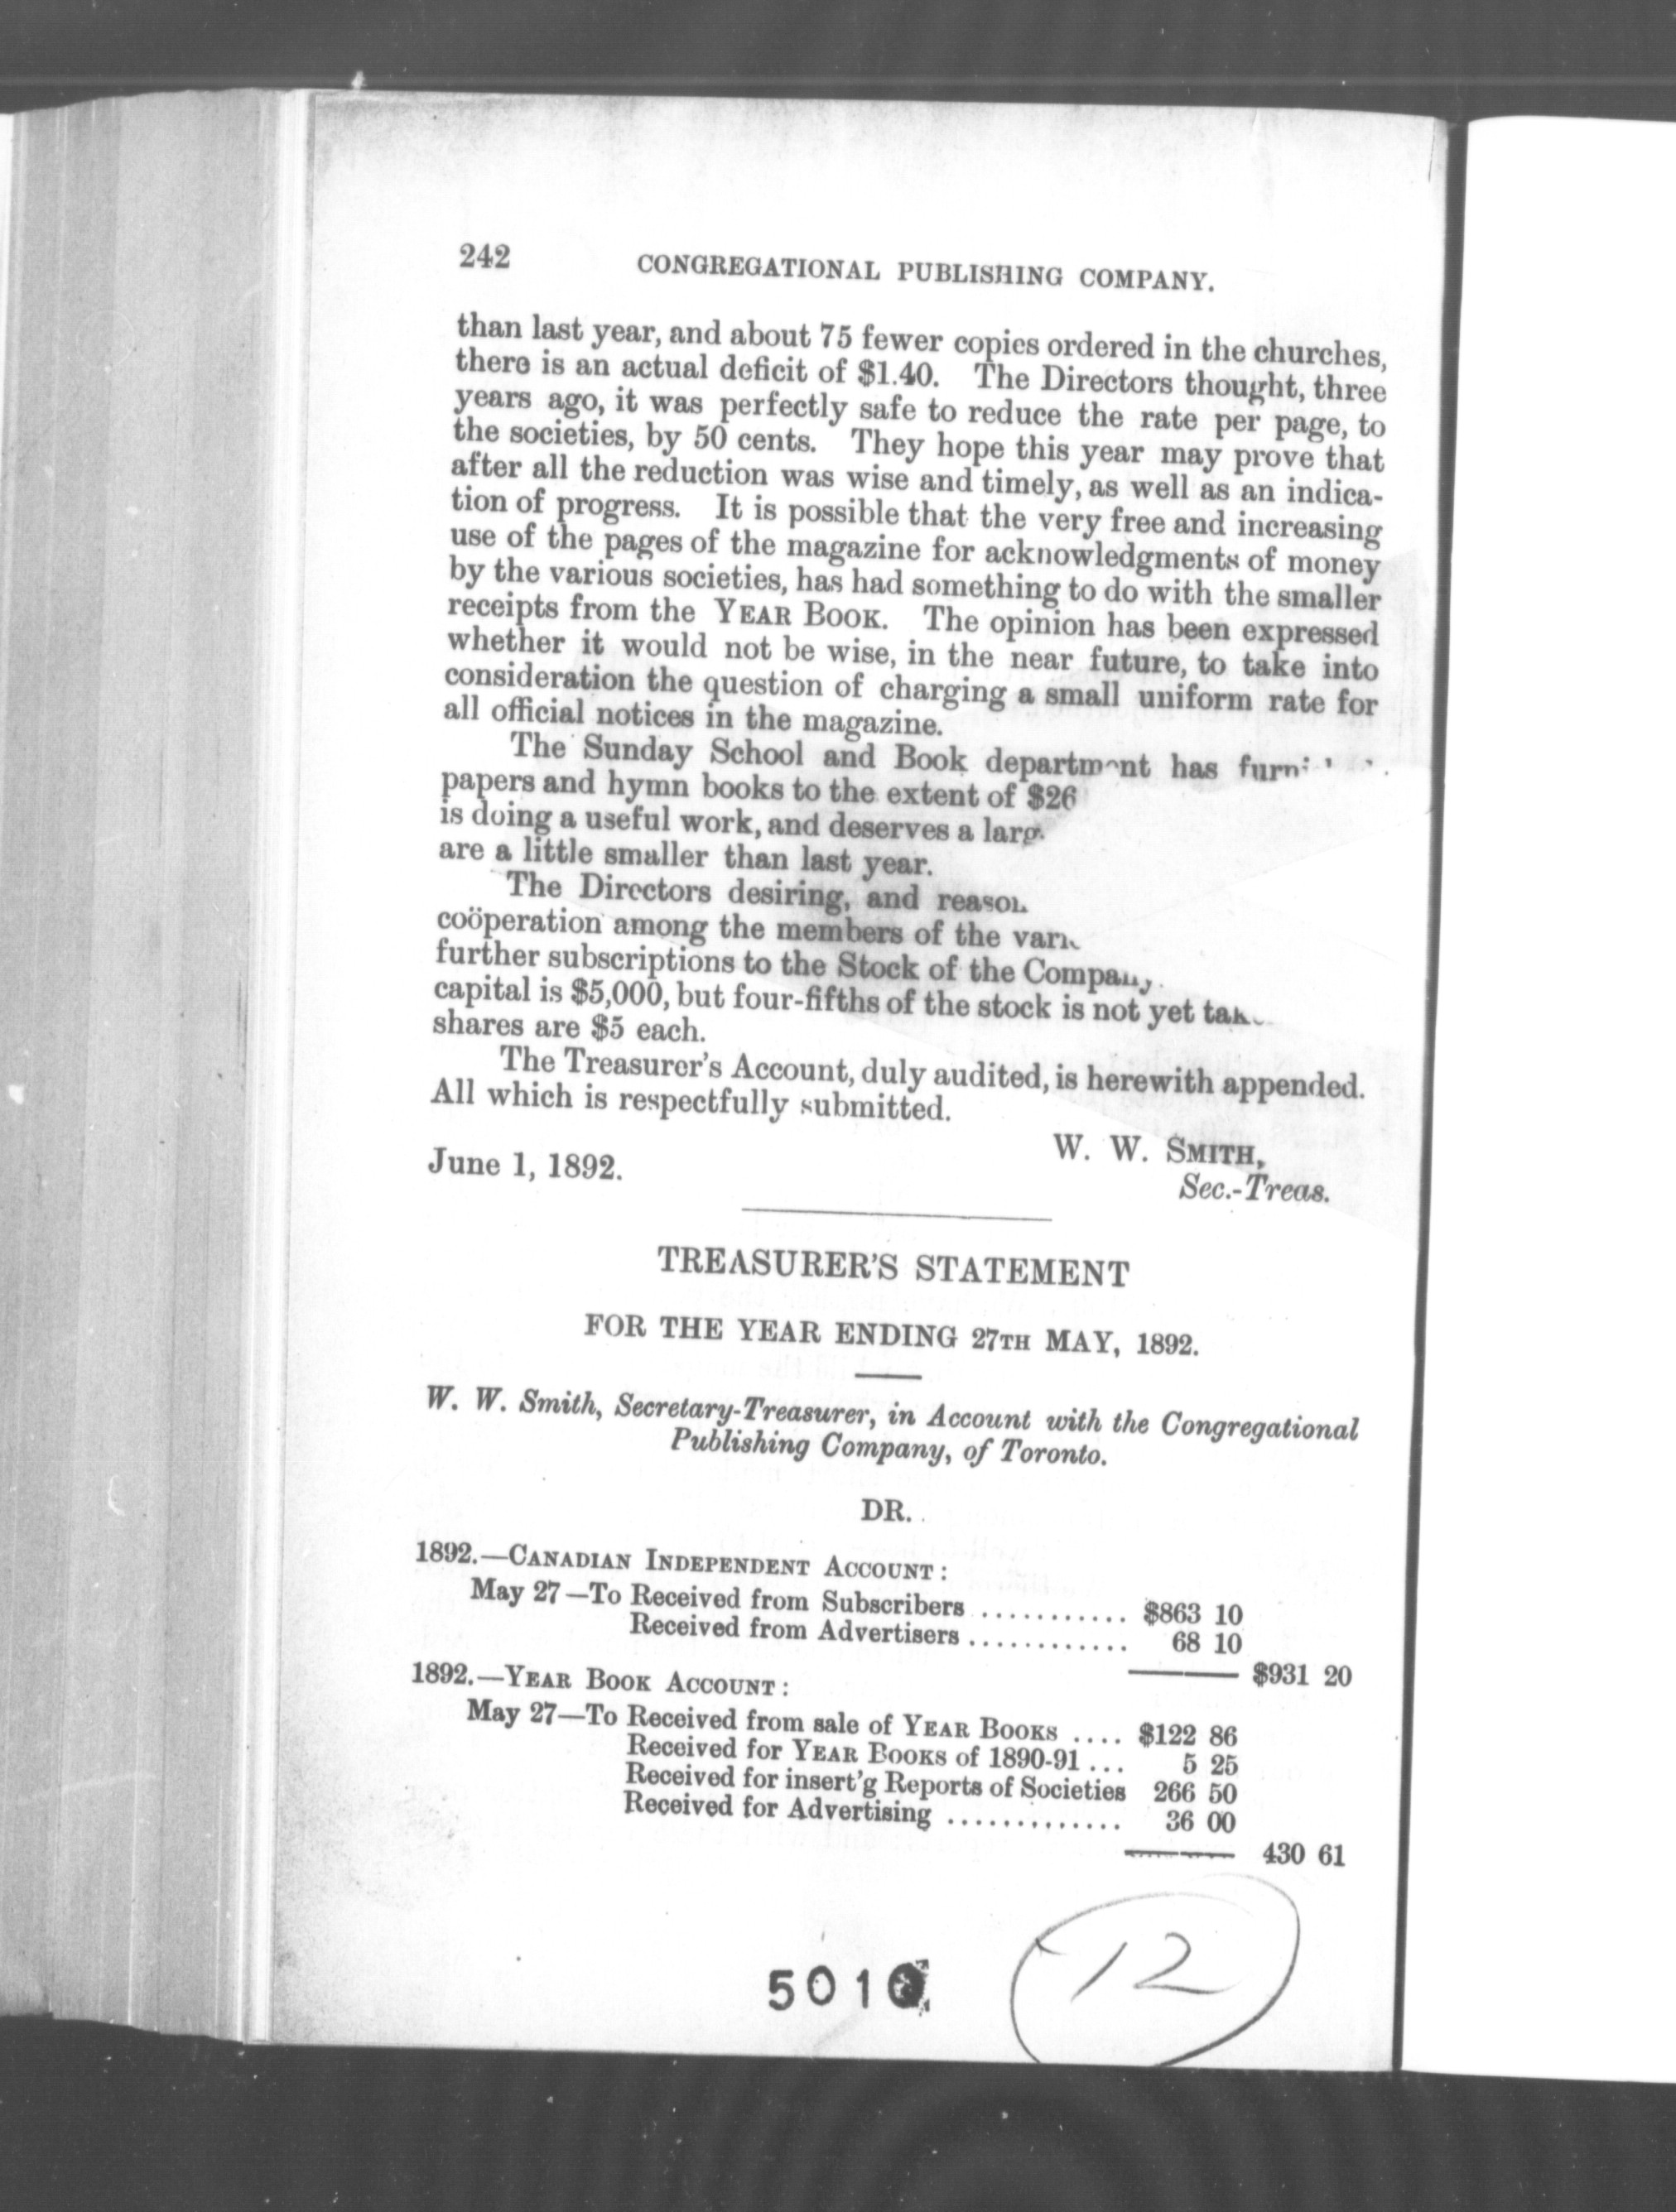 242 CONGREGATIONAL PUBLISHING COMPANY.
than last year, and about 75 fewer copies ordered in the churches,
there is an actual deficit of $1.40. The Directors thought, three
years ago, it was perfectly safe to reduce the rate per page, to
the societies, by 50 cents. They hope this year may prove that
after all the reduction was wise and timely, as well as an indica-
tion of progress. It is possible that the very free and increasing
use of the pages of the magazine for acknowledgments of money
by the various societies, has had something to do with the smaller
receipts from the YEAR BOOK. The opinion has been expressed
whether it would not be wise, in the near future, to take into
consideration the question of charging a small uniform rate for
all official notices in the magazine.
The Sunday School and Book department has
papers and hymn books to the extent of $26
is doing a useful work, and deserves a
are a little smaller than last year.
The Directors desiring, and
coöperation among the members of the
further subscriptions to the Stock of the Company
capital is $5,000, but four-fifths of the stock is not yet
shares are $5 each.
The Treasurer's Account, duly audited, is herewith appended.
All which is respectfully submitted.
W. W. SMITH,
June 1, 1892.
Sec.-Treas.
TREASURER'S STATEMENT
FOR THE YEAR ENDING 27TH MAY, 1892.
W. W. Smith, Secretary-Treasurer, in Account with the Congregational
Publishing Company, of Toronto.
DR.
1892.—CANADIAN INDEPENDENT ACCOUNT:
May 27—To Received from Subscribers ........... $863 10
Received from Advertisers ............ 68 10
$931 20
1892.—YEAR BOOK ACCOUNT:
May 27—To Received from sale of YEAR BOOKS .... $122 86
Received for YEAR BOOKS of 1890-91 ... 5 25
Received for insert'g Reports of Societies 266 50
Received for Advertising ............. 36 00
430 61
12